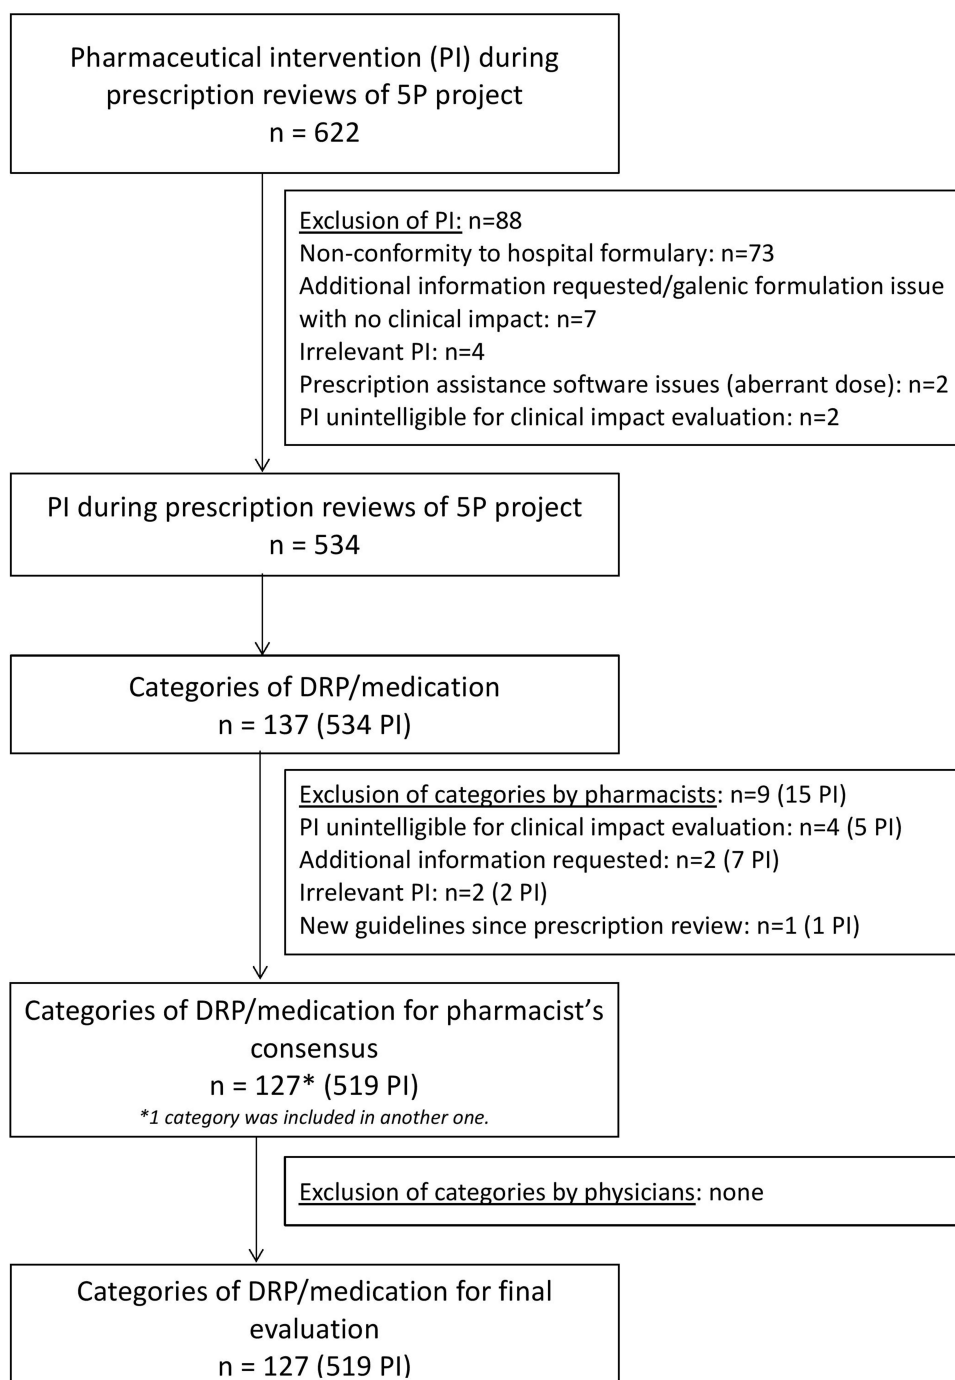 Pharmaceutical intervention (PI) during
prescription reviews of 5P project
n = 622
Exclusion of PI: n=88
Non-conformity to hospital formulary: n=73
Additional information requested/galenic formulation issue
with no clinical impact: n=7
Irrelevant PI: n=4
Prescription assistance software issues (aberrant dose): n=2
PI unintelligible for clinical impact evaluation: n=2
PI during prescription reviews of 5P project
n = 534
Categories of DRP/medication
n = 137 (534 PI)
Exclusion of categories by pharmacists: n=9 (15 PI)
PI unintelligible for clinical impact evaluation: n=4 (5 PI)
Additional information requested: n=2 (7 PI)
Irrelevant PI: n=2 (2 PI)
New guidelines since prescription review: n=1 (1 PI)
Categories of DRP/medication for pharmacist’s
consensus
n = 127* (519 PI)
*1 category was included in another one.
Exclusion of categories by physicians: none
Categories of DRP/medication for final
evaluation
n = 127 (519 PI)